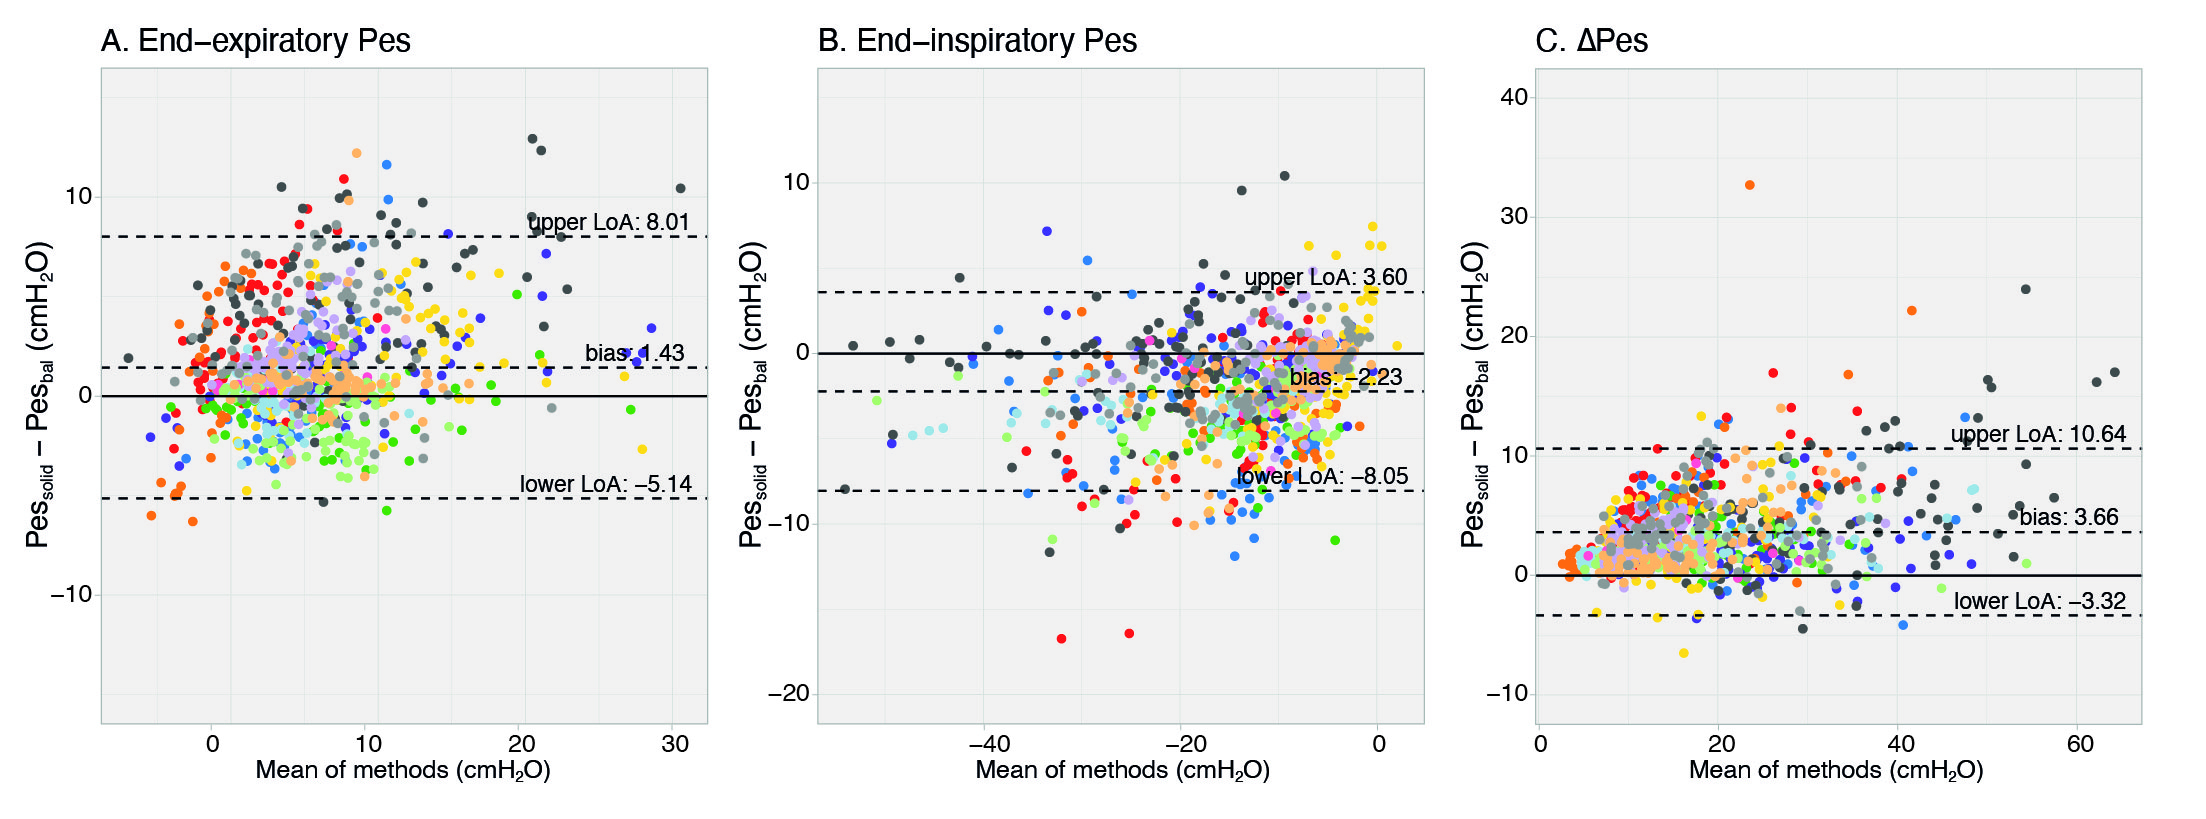 A. End–expiratory Pes
B. End–inspiratory Pes
C. ΔPes
Pessolid – Pesbal (cmH2O)
10
0
–10
upper LoA: 8.01
bias: 1.43
lower LoA: –5.14
0 10 20 30
Mean of methods (cmH2O)
Pessolid – Pesbal (cmH2O)
10
0
–10
–20
upper LoA: 3.60
bias: –2.23
lower LoA: –8.05
–40 –20 0
Mean of methods (cmH2O)
Pessolid – Pesbal (cmH2O)
40
30
20
10
0
–10
upper LoA: 10.64
bias: 3.66
lower LoA: –3.32
0 20 40 60
Mean of methods (cmH2O)